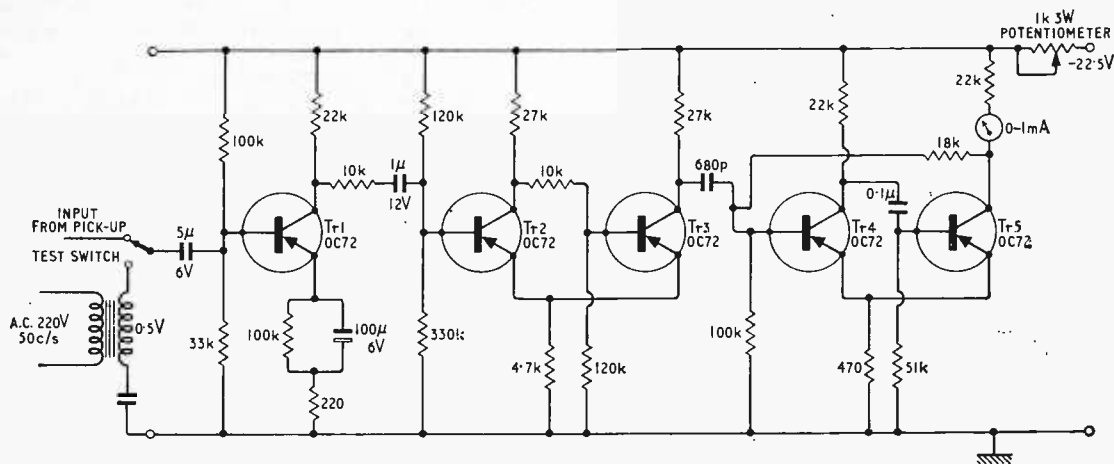 1k 3W
POTENTIOMETER
-22·5V
22k
120k
27k
27k
22k
22k
0-1mA
100k
18k
10k
1μ
12V
10k
680p
0·1μ
INPUT
FROM PICK-UP
5μ
6V
TEST SWITCH
Tr1
OC72
Tr2
OC72
Tr3
OC72
Tr4
OC72
Tr5
OC72
A.C. 220V
50c/s
0·5V
33k
100k
100μ
6V
330k
4·7k
120k
100k
470
51k
220